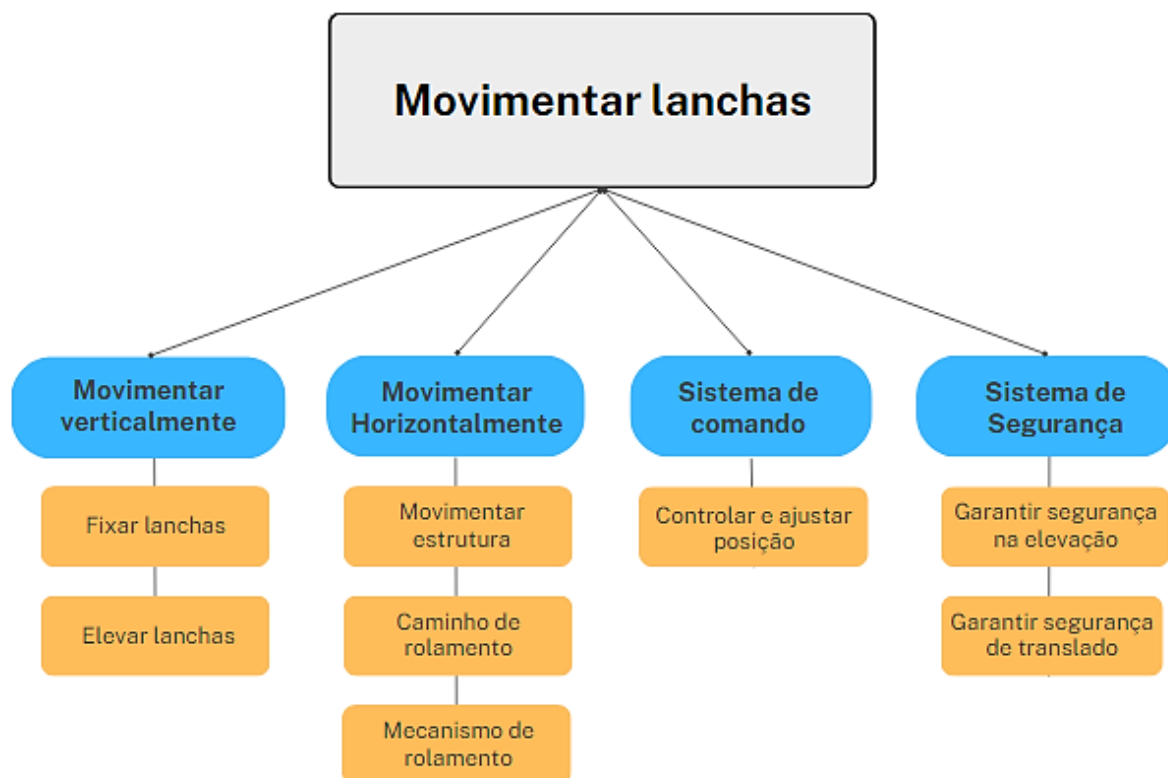 Movimentar lanchas
Movimentar
verticalmente
Fixar lanchas
Elevar lanchas
Movimentar
Horizontalmente
Movimentar
estrutura
Caminho de
rolamento
Mecanismo de
rolamento
Sistema de
comando
Controlar e ajustar
posição
Sistema de
Segurança
Garantir segurança
na elevação
Garantir segurança
de translado